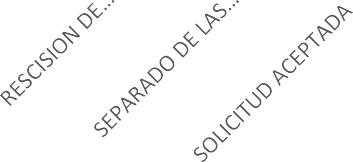 RESCISION DE...
SEPARADO DE LAS...
SOLICITUD ACEPTADA